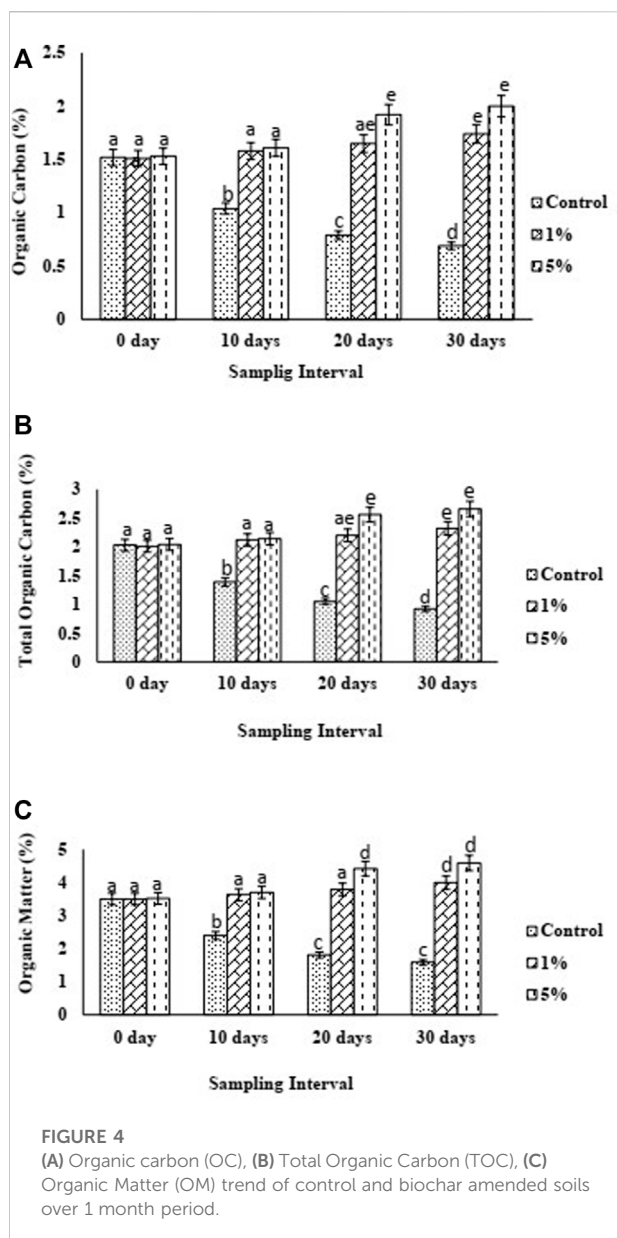 A
Organic Carbon (%)
2.5
2
1.5
1
0.5
0
a a a
b a a
c ae e
d e e
0 day 10 days 20 days 30 days
Samplig Interval
Control
1%
5%
B
Total Organic Carbon (%)
3
2.5
2
1.5
1
0.5
0
a a a
b a a
c ae e
d e e
0 day 10 days 20 days 30 days
Sampling Interval
Control
1%
5%
C
Organic Matter (%)
5
4
3
2
1
0
a a a
b a a
c a d
c d d
0 day 10 days 20 days 30 days
Sampling Interval
Control
1%
5%
FIGURE 4
(A) Organic carbon (OC), (B) Total Organic Carbon (TOC), (C)
Organic Matter (OM) trend of control and biochar amended soils
over 1 month period.